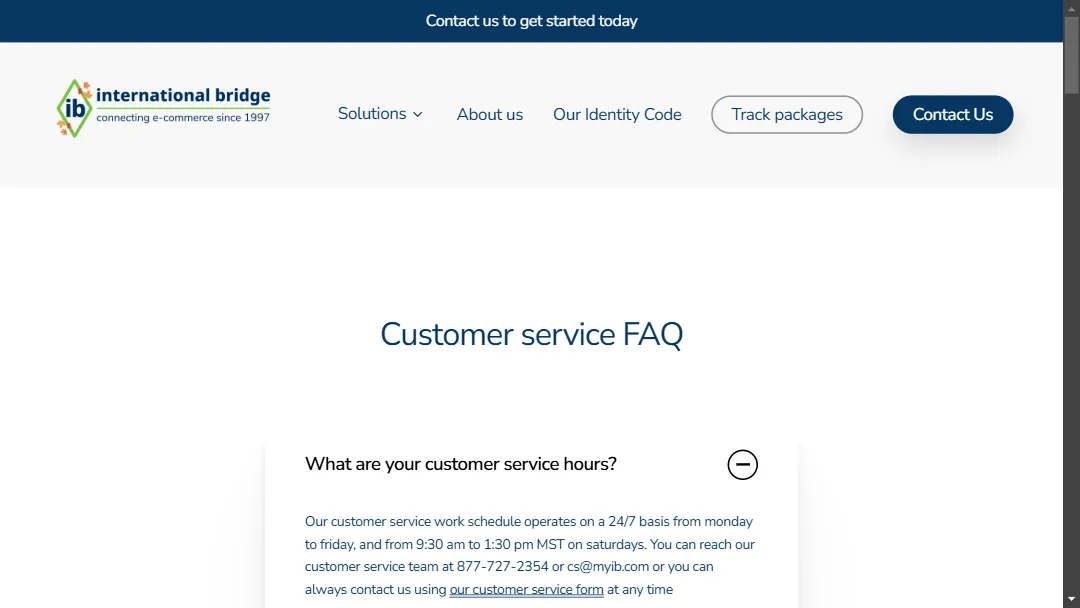 Contact us to get started today
ib
international bridge
connecting e-commerce since 1997
Solutions
About us
Our Identity Code
Track packages
Contact Us
Customer service FAQ
What are your customer service hours?
Our customer service work schedule operates on a 24/7 basis from monday
to friday, and from 9:30 am to 1:30 pm MST on saturdays. You can reach our
customer service team at 877-727-2354 or cs@myib.com or you can
always contact us using our customer service form at any time